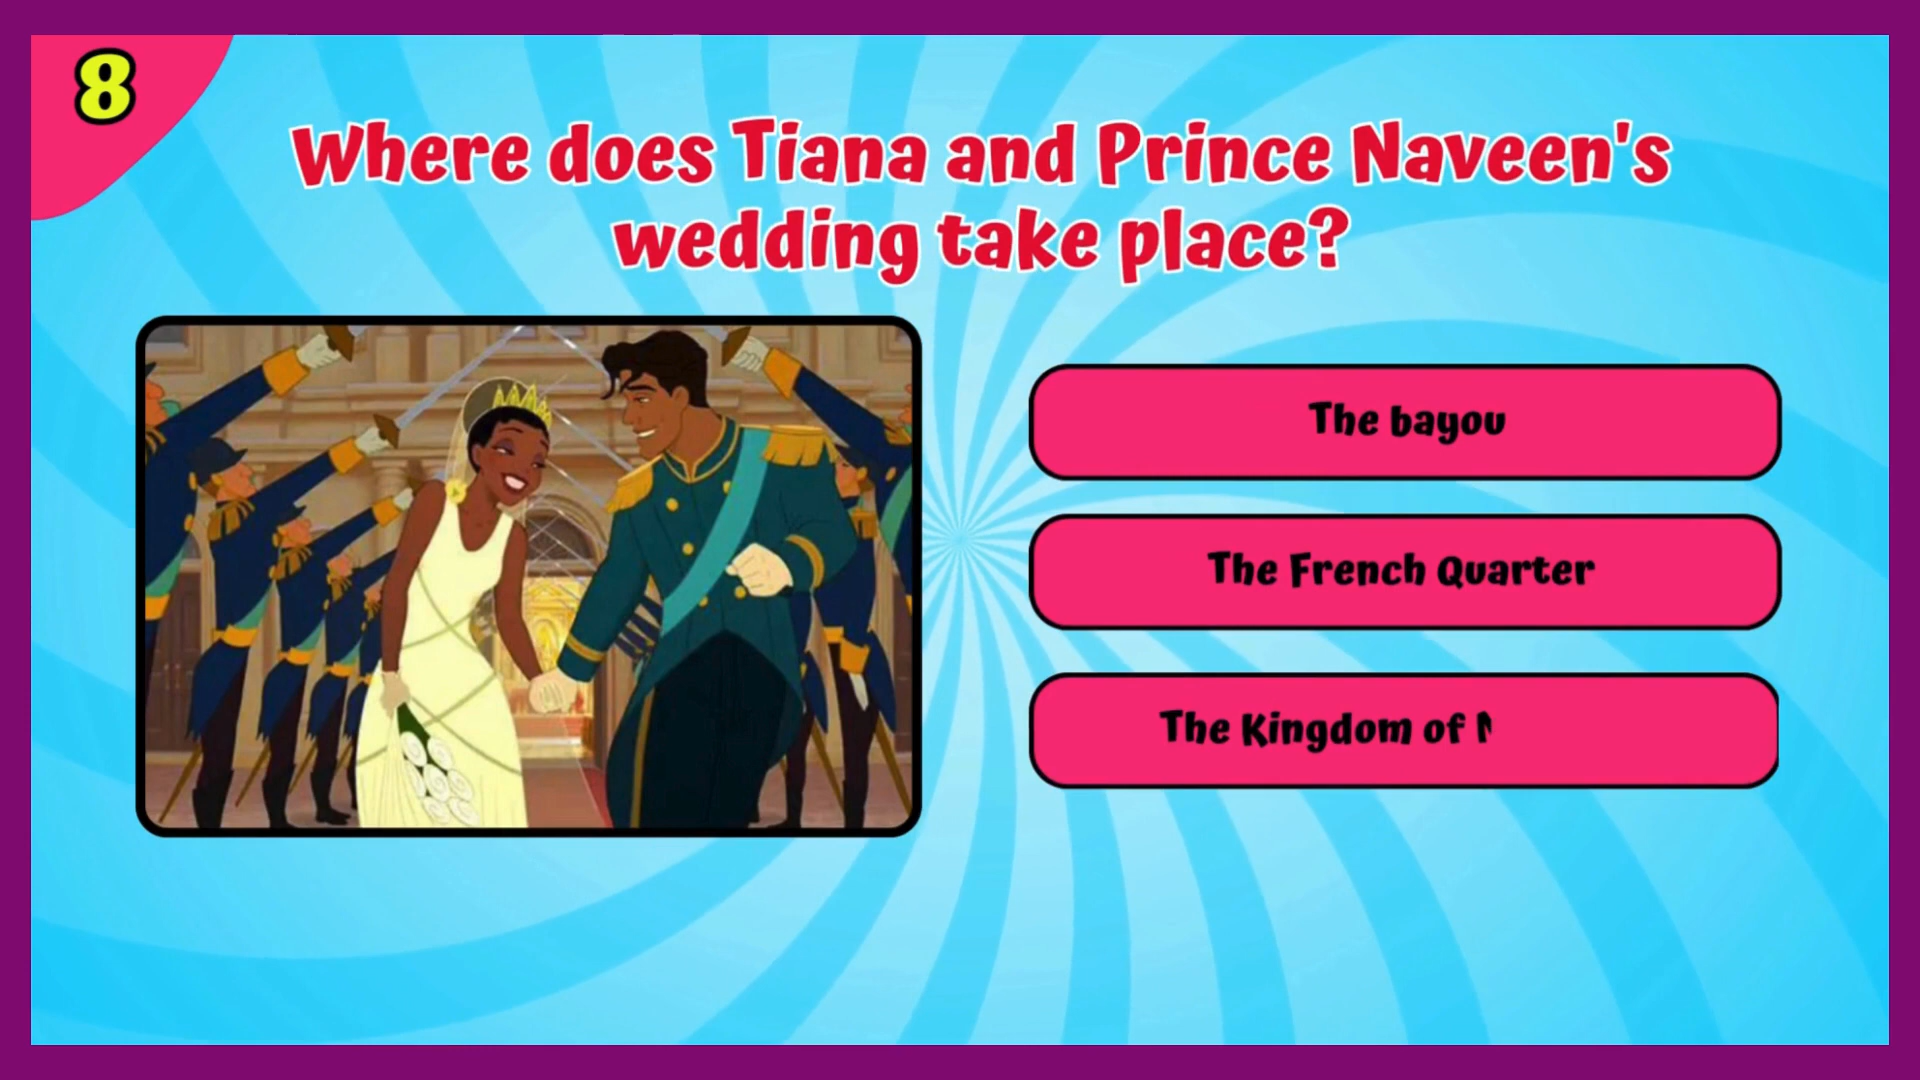 8
Where does Tiana and Prince Naveen's
wedding take place?
The bayou
The French Quarter
The Kingdom of